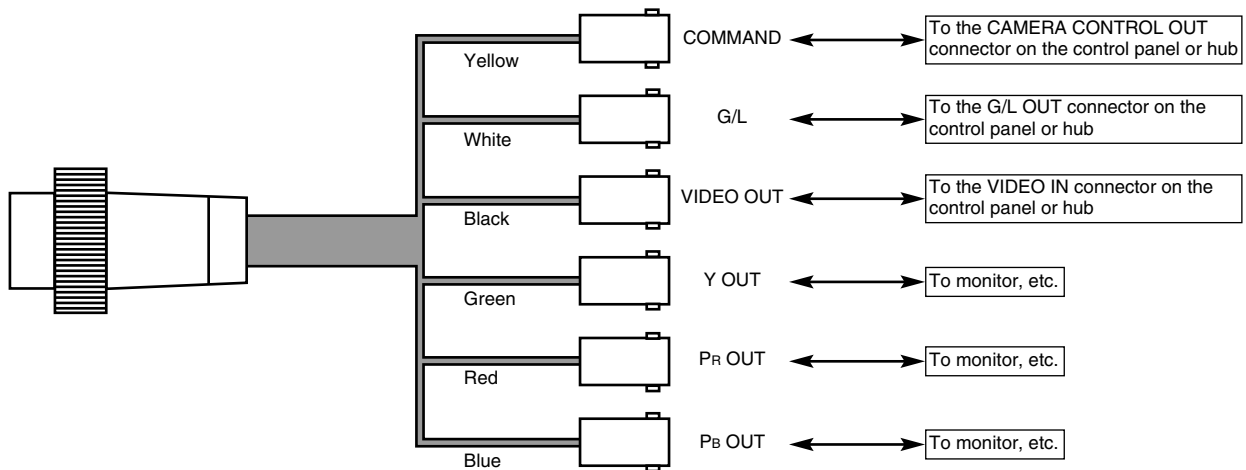 Yellow
COMMAND
To the CAMERA CONTROL OUT
connector on the control panel or hub
White
G/L
To the G/L OUT connector on the
control panel or hub
Black
VIDEO OUT
To the VIDEO IN connector on the
control panel or hub
Green
Y OUT
To monitor, etc.
Red
PR OUT
To monitor, etc.
Blue
PB OUT
To monitor, etc.